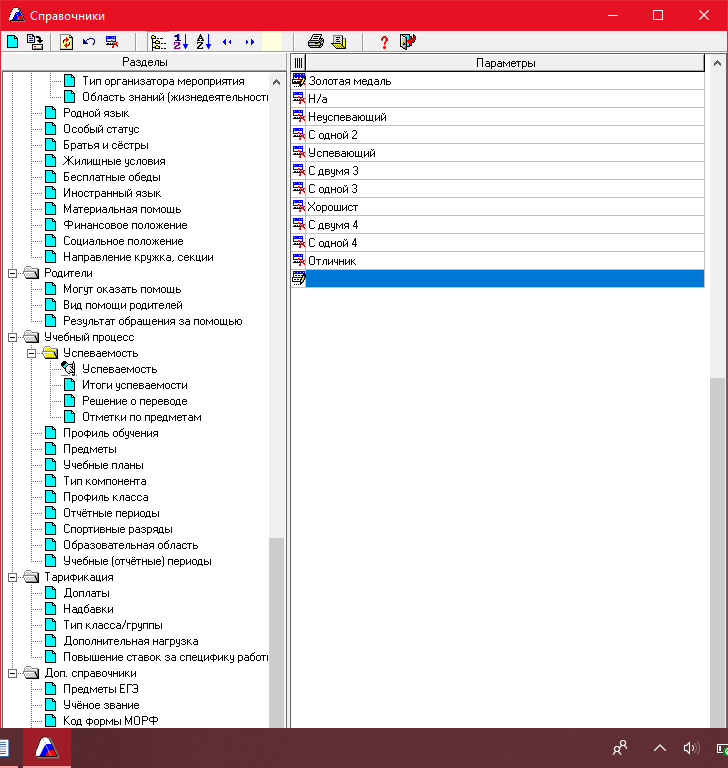 Справочники
Разделы
Тип организатора мероприятия
Область знаний (жизнедеятельност
Родной язык
Особый статус
Братья и сёстры
Жилищные условия
Бесплатные обеды
Иностранный язык
Материальная помощь
Финансовое положение
Социальное положение
Направление кружка, секции
Родители
Могут оказать помощь
Вид помощи родителей
Результат обращения за помощью
Учебный процесс
Успеваемость
Успеваемость
Итоги успеваемости
Решение о переводе
Отметки по предметам
Профиль обучения
Предметы
Учебные планы
Тип компонента
Профиль класса
Отчётные периоды
Спортивные разряды
Образовательная область
Учебные (отчётные) периоды
Тарификация
Доплаты
Надбавки
Тип класса/группы
Дополнительная нагрузка
Повышение ставок за специфику работ
Доп. справочники
Предметы ЕГЭ
Учёное звание
Код формы МОРФ
Параметры
Золотая медаль
Н/а
Неуспевающий
С одной 2
Успевающий
С двумя 3
С одной 3
Хорошист
С двумя 4
С одной 4
Отличник